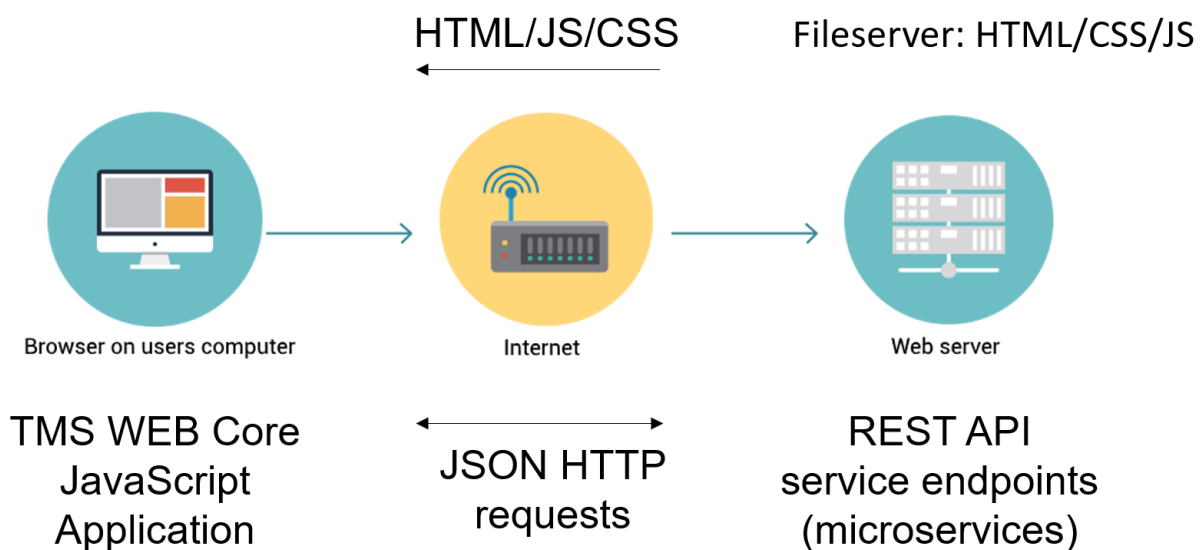 HTML/JS/CSS
Fileserver: HTML/CSS/JS
Browser on users computer
Internet
Web server
TMS WEB Core
JavaScript
Application
JSON HTTP
requests
REST API
service endpoints
(microservices)